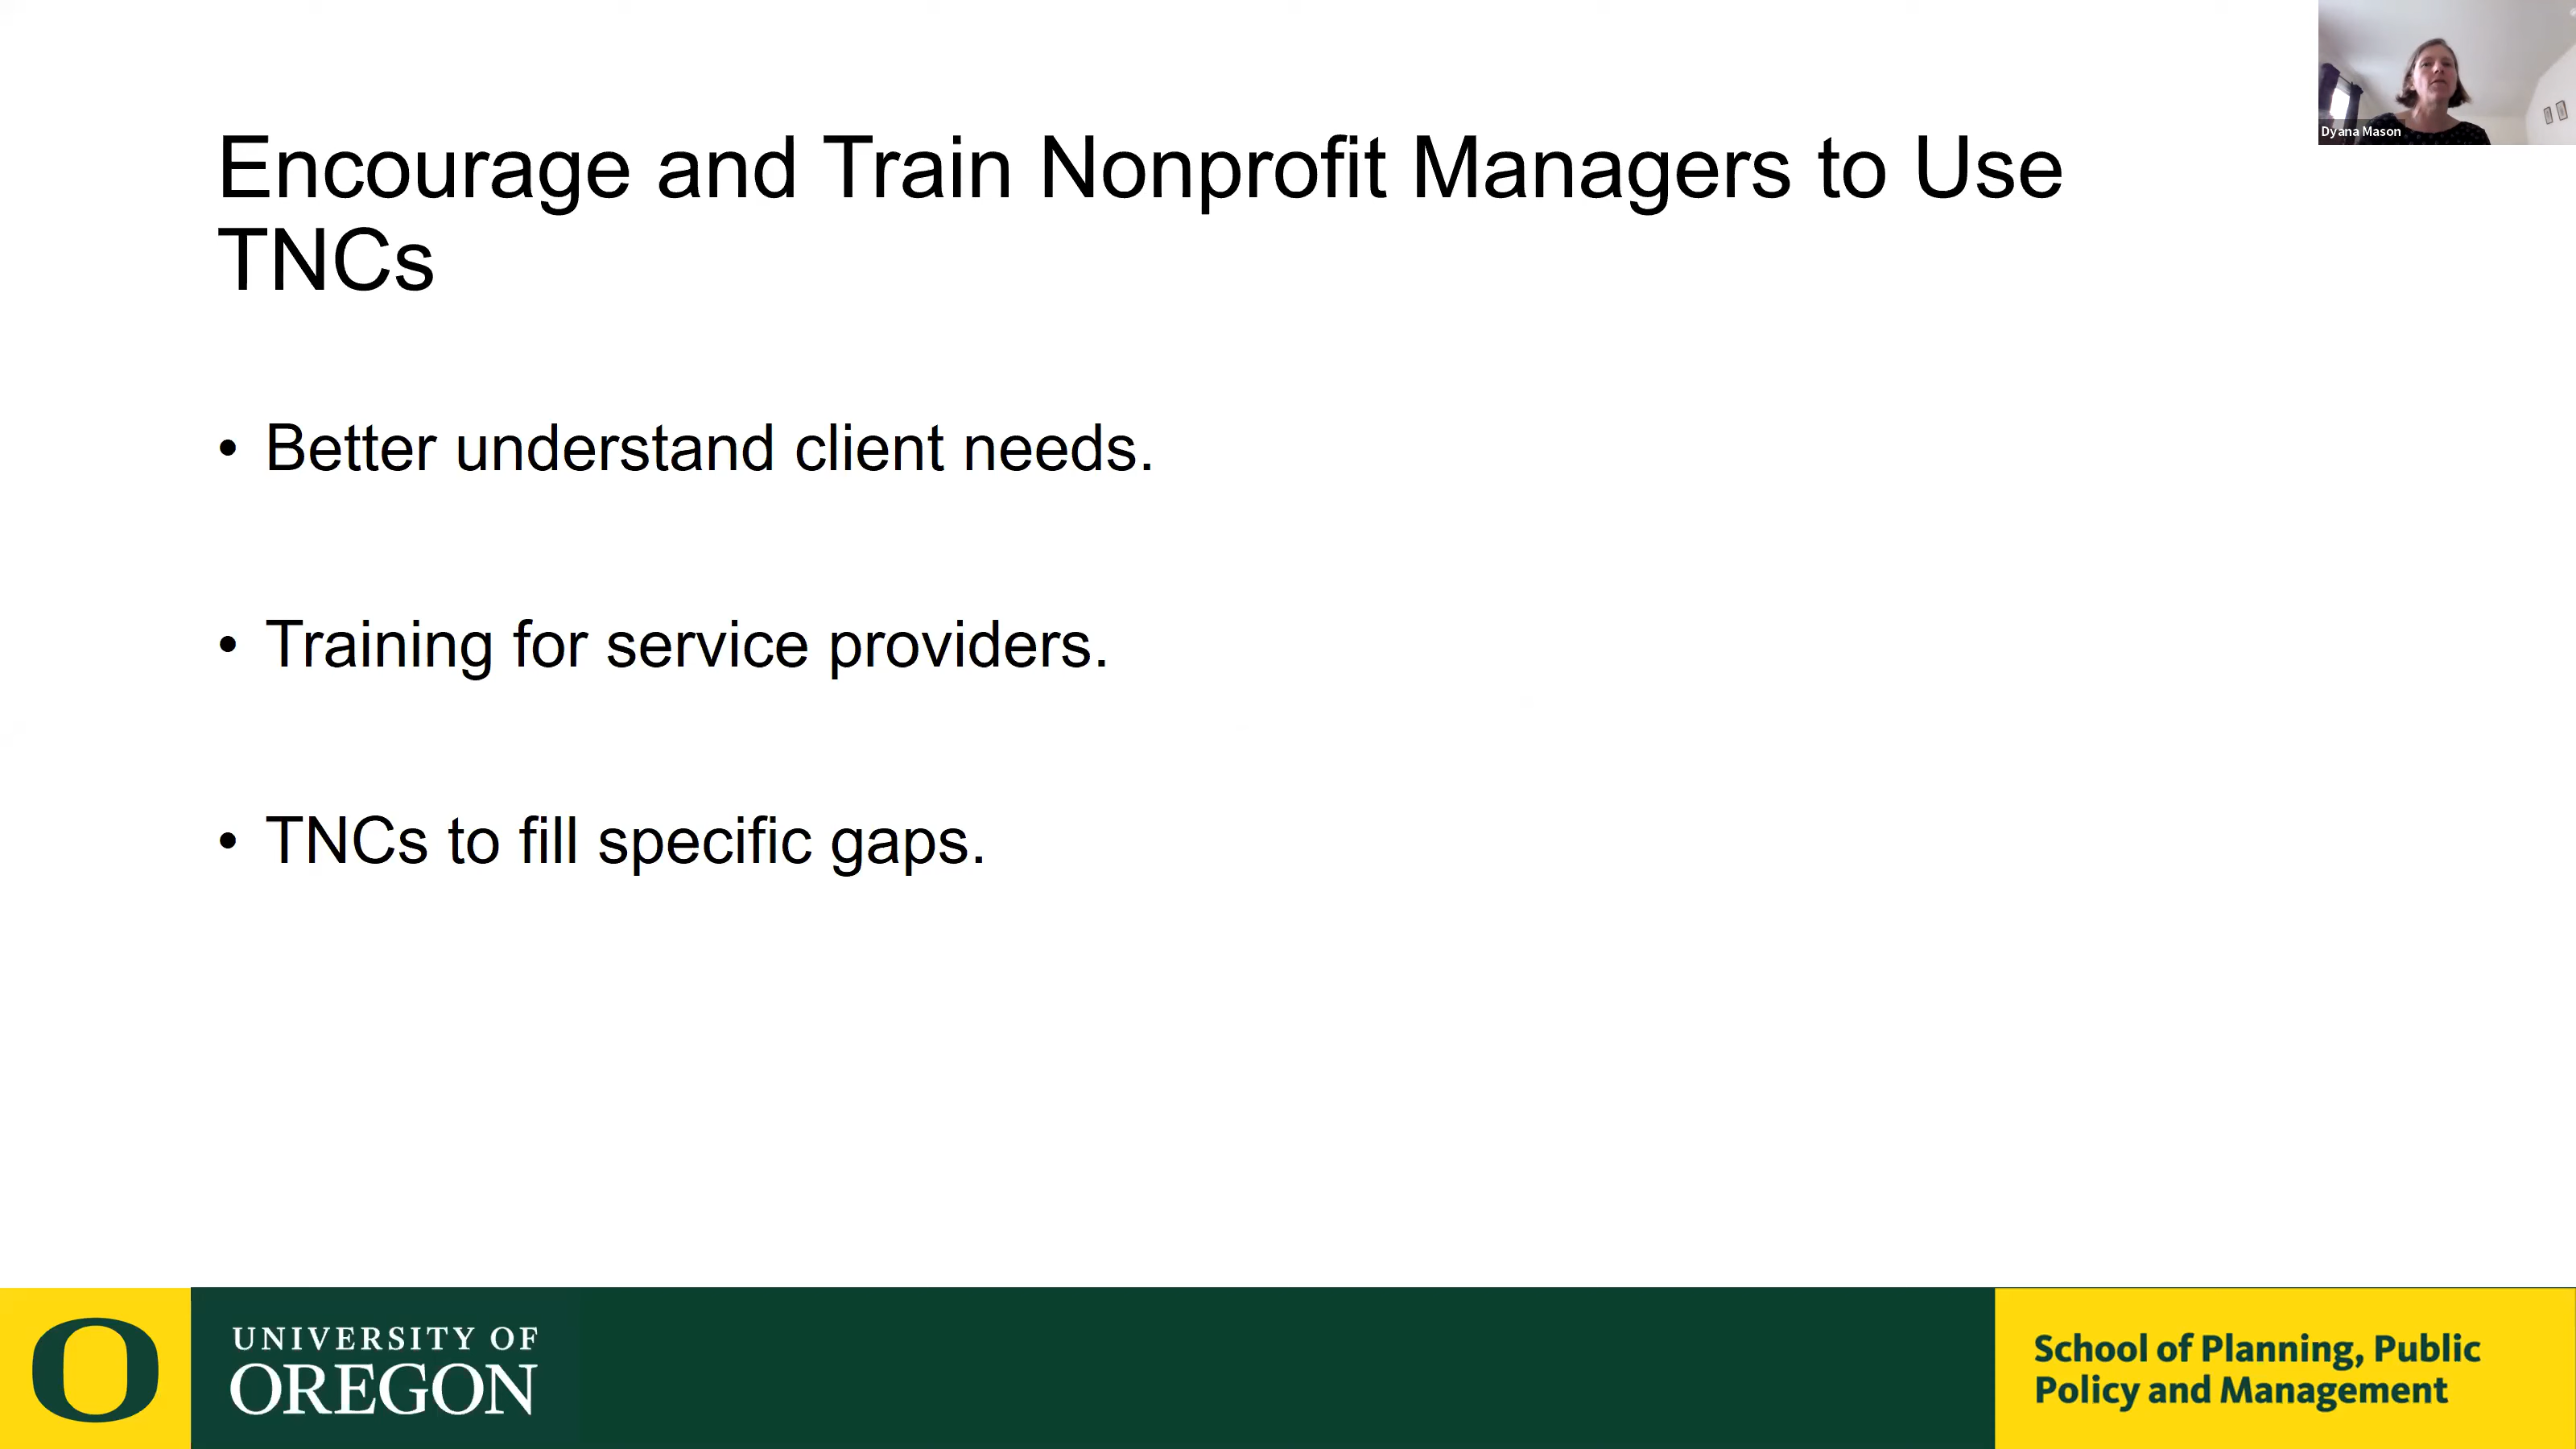 Dyana Mason
Encourage and Train Nonprofit Managers to Use
TNCs
• Better understand client needs.
• Training for service providers.
• TNCs to fill specific gaps.
O
UNIVERSITY OF
OREGON
School of Planning, Public
Policy and Management